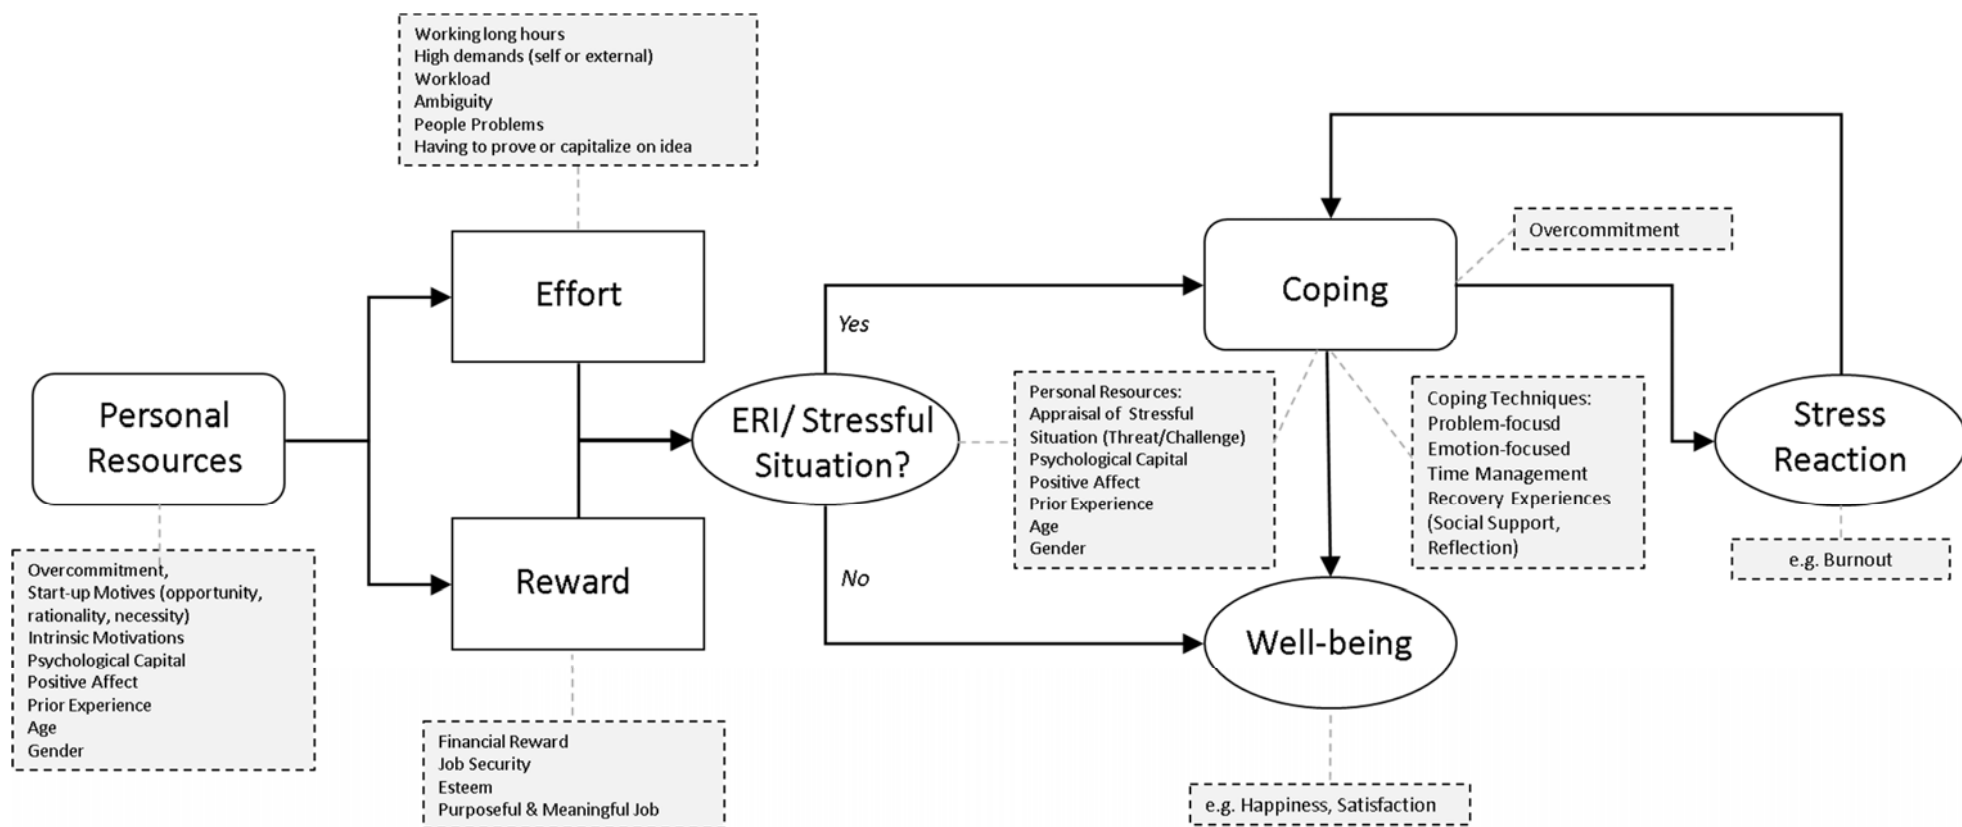 Working long hours
High demands (self or external)
Workload
Ambiguity
People Problems
Having to prove or capitalize on idea
Effort
Personal
Resources
Overcommitment,
Start-up Motives (opportunity,
rationality, necessity)
Intrinsic Motivations
Psychological Capital
Positive Affect
Prior Experience
Age
Gender
Reward
Financial Reward
Job Security
Esteem
Purposeful & Meaningful Job
ERI/ Stressful
Situation?
Yes
No
Personal Resources:
Appraisal of Stressful
Situation (Threat/Challenge)
Psychological Capital
Positive Affect
Prior Experience
Age
Gender
Coping
Overcommitment
Coping Techniques:
Problem-focusd
Emotion-focused
Time Management
Recovery Experiences
(Social Support,
Reflection)
Stress
Reaction
e.g. Burnout
Well-being
e.g. Happiness, Satisfaction